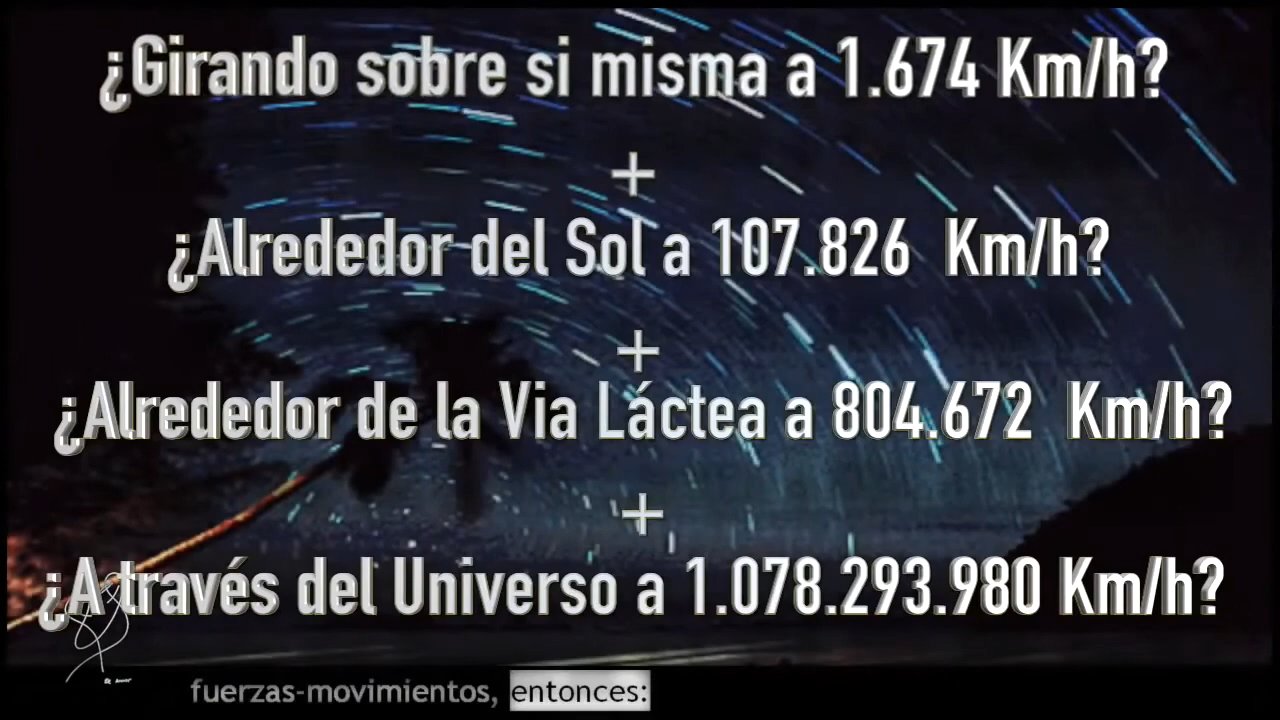 ¿Girando sobre si misma a 1.674 Km/h?
+
¿Alrededor del Sol a 107.826 Km/h?
+
¿Alrededor de la Via Láctea a 804.672 Km/h?
+
¿A través del Universo a 1.078.293.980 Km/h?
fuerzas-movimientos, entonces: